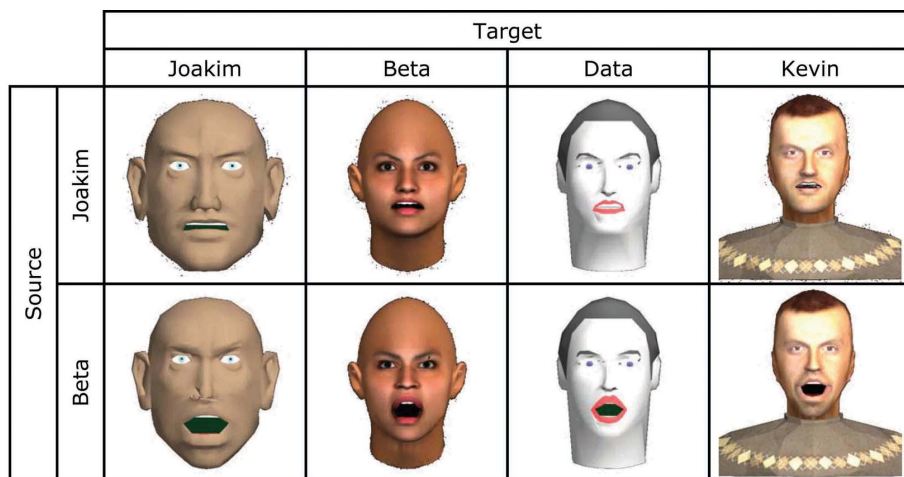 Target
Joakim Beta Data Kevin
Source
Joakim
Beta